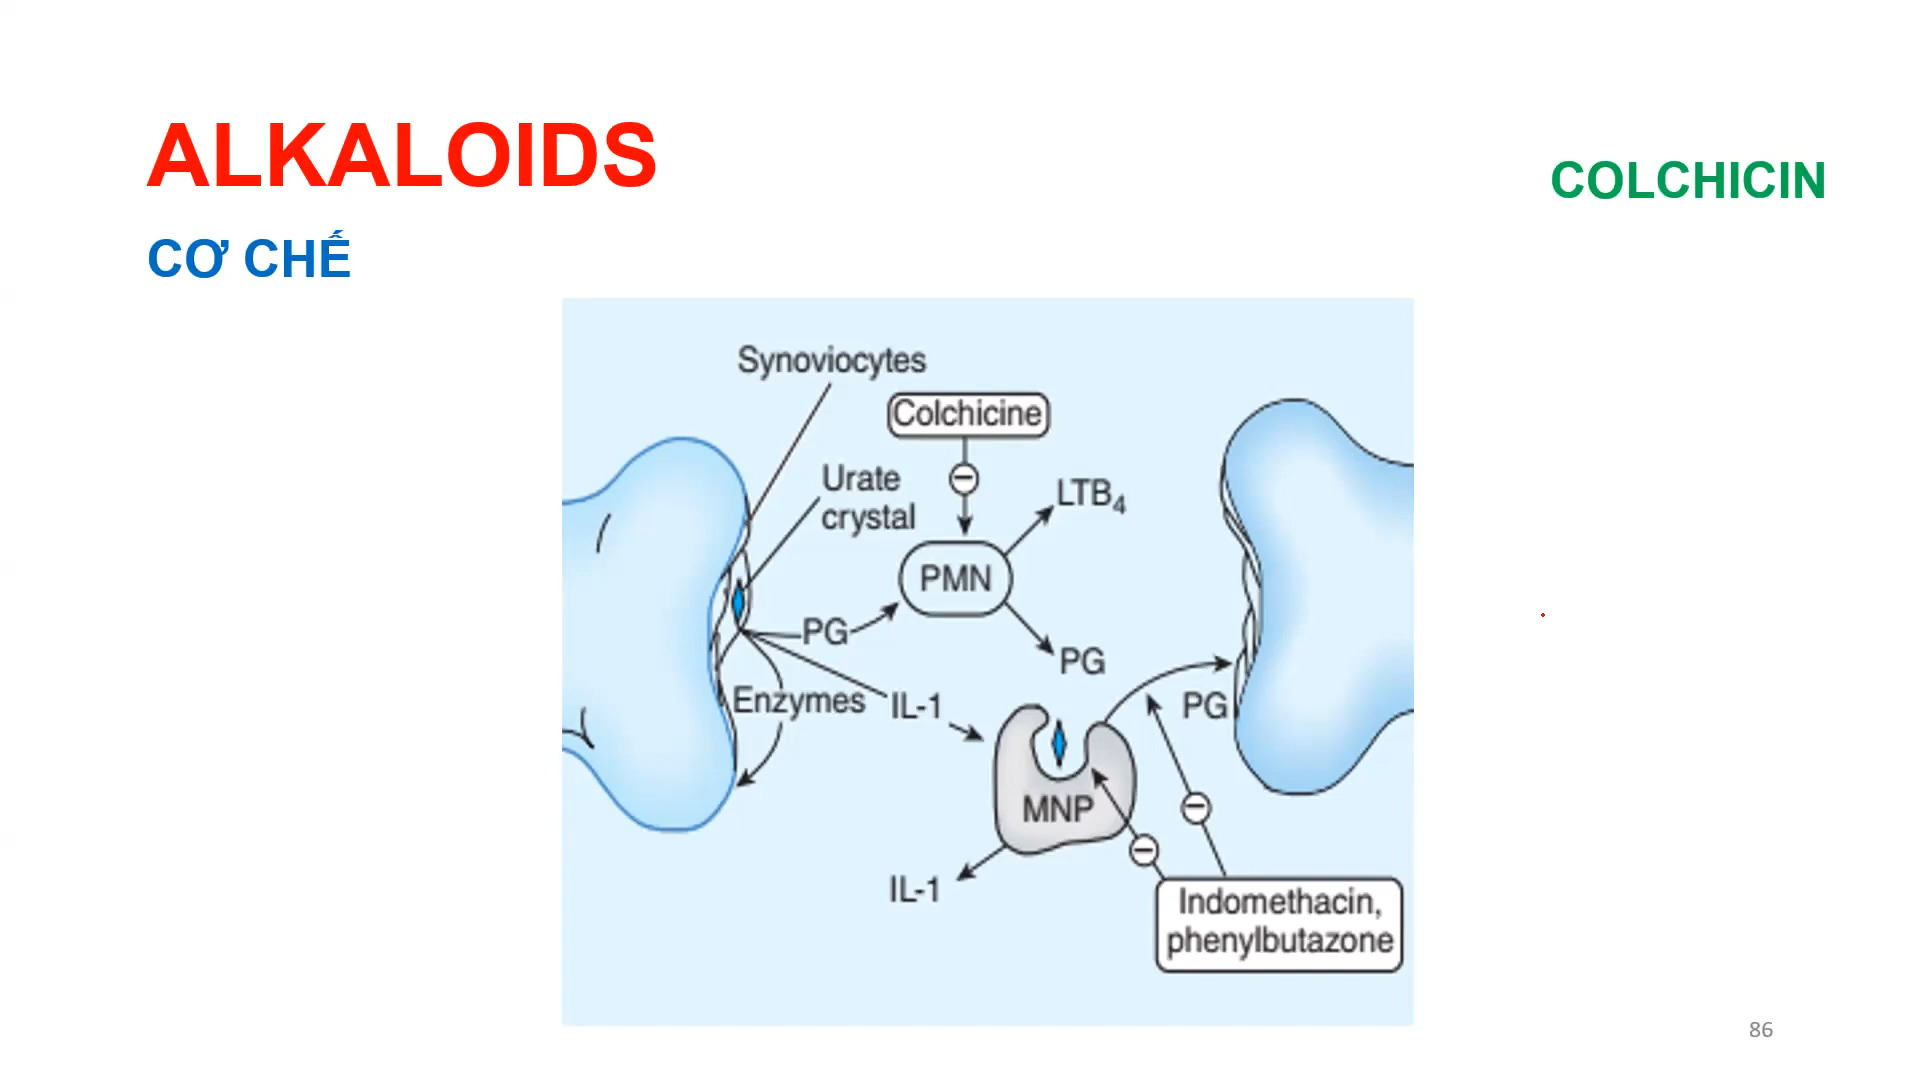 ALKALOIDS
COLCHICIN
CƠ CHẾ
Synoviocytes
Colchicine
Urate
crystal
LTB4
PMN
PG
PG
Enzymes
IL-1
PG
MNP
IL-1
Indomethacin,
phenylbutazone
86